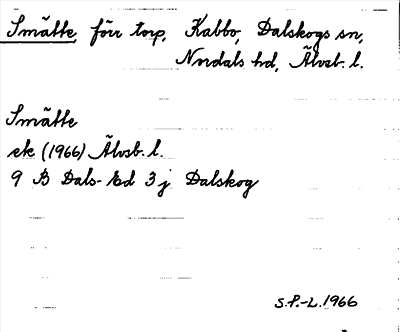 Smätte, förr torp, Kabbo, Dalskogs sn,
Nordals hd, Älvsb. l.
Smätte
ek (1966) Älvsb. l.
9 B Dals-Ed 3 j Dalskog
S.P.-L. 1966